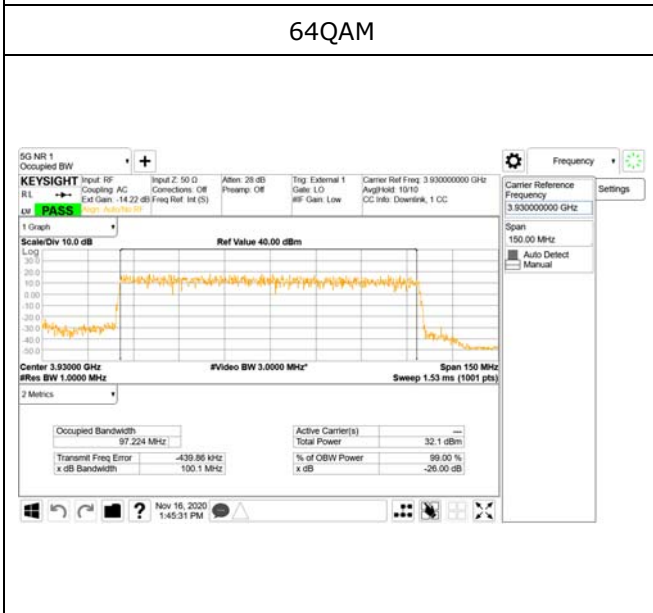 64QAM
5G NR 1
Occupied BW
+
Frequency
KEYSIGHT Input: RF Input Z: 50 Ω Atten: 28 dB Trig: External 1 Carrier Ref Freq: 3.930000000 GHz
RL Coupling: AC Corrections: Off Preamp: Off Gate: LO Avg|Hold: 10/10
Ext Gain: -14.22 dB Freq Ref: Int (S) #IF Gain: Low CC Info: Downlink, 1 CC
PASS Align: Auto/No RF
Carrier Reference
Frequency
3.930000000 GHz
Settings
Span
150.00 MHz
Auto Detect
Manual
1 Graph
Scale/Div 10.0 dB Ref Value 40.00 dBm
Log
30.0
20.0
10.0
0.00
-10.0
-20.0
-30.0
-40.0
-50.0
Center 3.93000 GHz #Video BW 3.0000 MHz* Span 150 MHz
#Res BW 1.0000 MHz Sweep 1.53 ms (1001 pts)
2 Metrics
Occupied Bandwidth
97.224 MHz
Active Carrier(s) ---
Total Power 32.1 dBm
Transmit Freq Error -439.86 kHz % of OBW Power 99.00 %
x dB Bandwidth 100.1 MHz x dB -26.00 dB
? Nov 16, 2020
1:45:31 PM